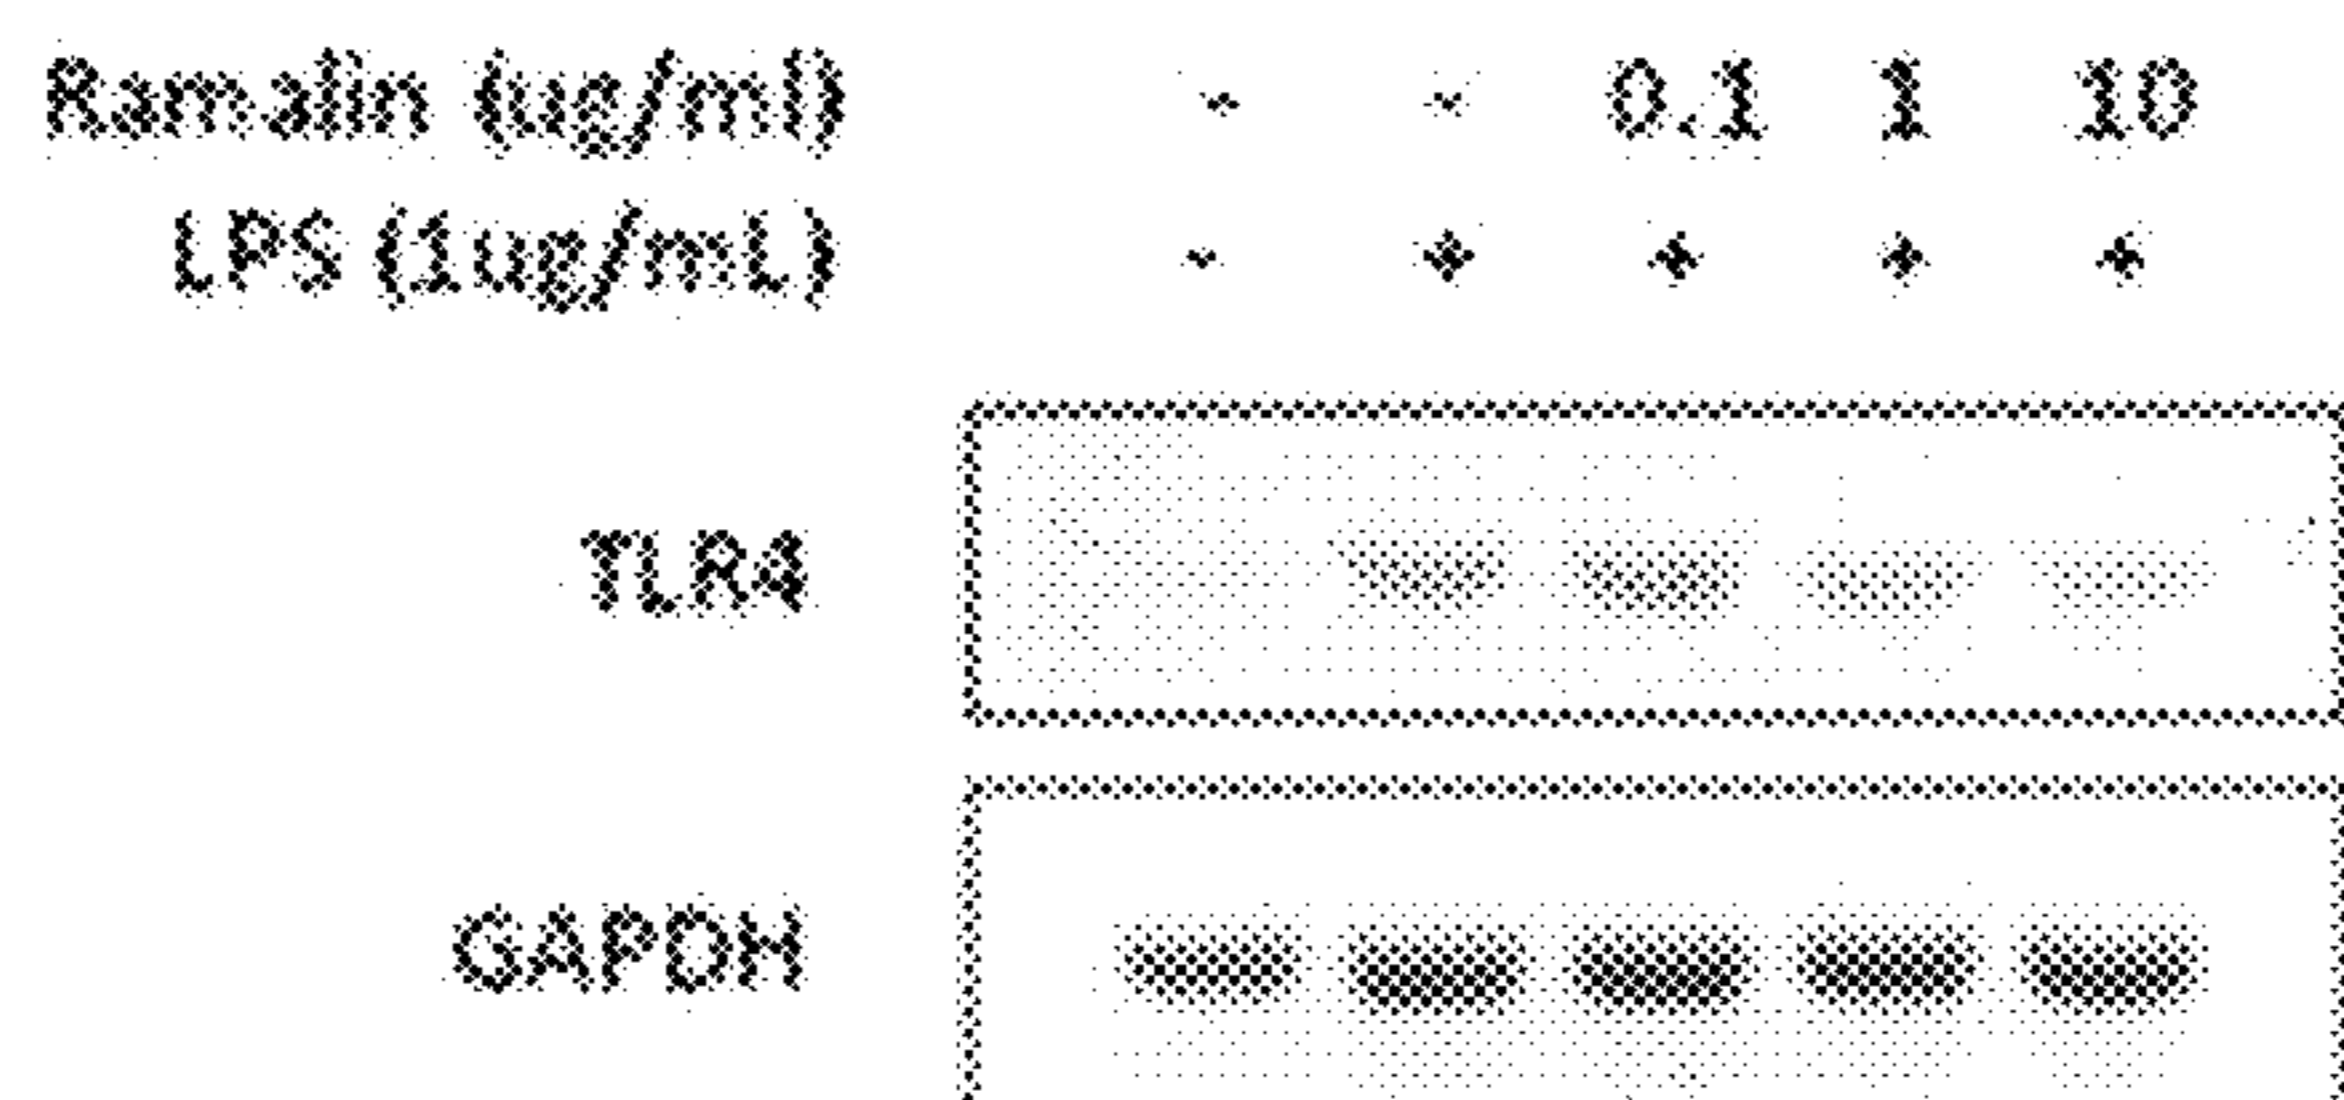 Ramalin (ug/ml) - - 0.1 1 10
LPS (1ug/mL) - + + + +
TLR4
GAPDH